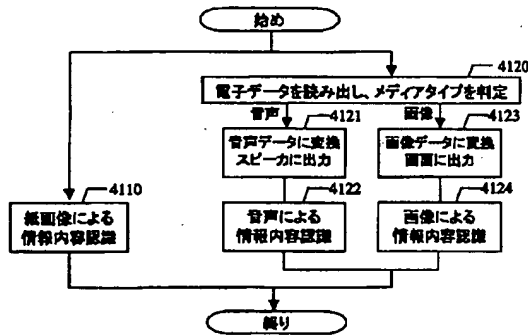 始め
4120
電子データを読み出し、メディアタイプを判定
音声
4121
画像
4123
音声データに変換
スピーカに出力
画像データに変換
画面に出力
4110
4122
4124
紙画像による
情報内容認識
音声による
情報内容認識
画像による
情報内容認識
終り